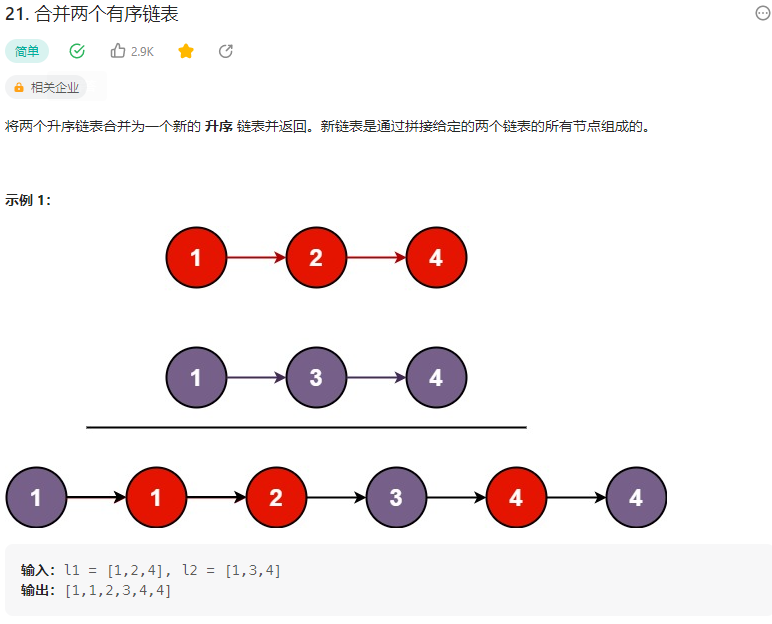 21. 合并两个有序链表
简单 2.9K
相关企业
将两个升序链表合并为一个新的 升序 链表并返回。新链表是通过拼接给定的两个链表的所有节点组成的。
示例 1：
1 2 4
1 3 4
1 1 2 3 4 4
输入：l1 = [1,2,4], l2 = [1,3,4]
输出：[1,1,2,3,4,4]